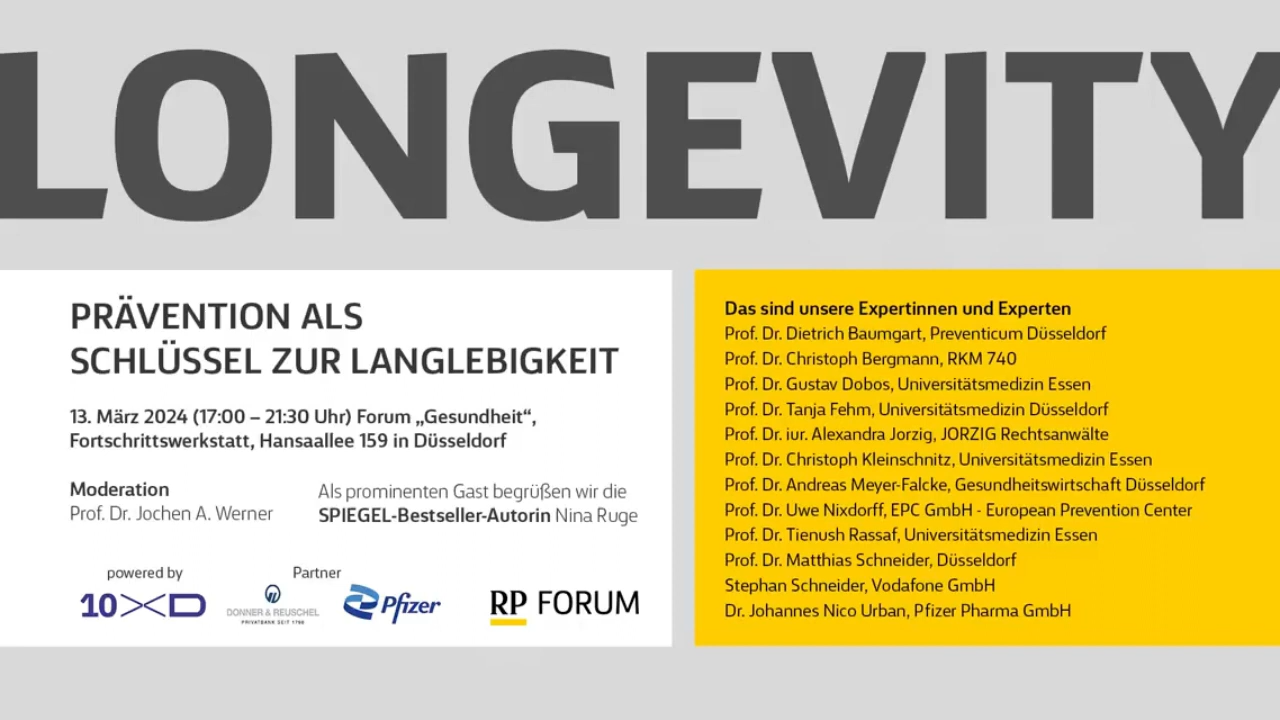 LONGEVITY
PRÄVENTION ALS
SCHLÜSSEL ZUR LANGLEBIGKEIT
13. März 2024 (17:00 – 21:30 Uhr) Forum „Gesundheit“,
Fortschrittswerkstatt, Hansaallee 159 in Düsseldorf
Moderation
Prof. Dr. Jochen A. Werner
Als prominenten Gast begrüßen wir die
SPIEGEL-Bestseller-Autorin Nina Ruge
powered by
10XD
Partner
DONNER & REUSCHEL
PRIVATBANK SEIT 1798
Pfizer
RP FORUM
Das sind unsere Expertinnen und Experten
Prof. Dr. Dietrich Baumgart, Preventicum Düsseldorf
Prof. Dr. Christoph Bergmann, RKM 740
Prof. Dr. Gustav Dobos, Universitätsmedizin Essen
Prof. Dr. Tanja Fehm, Universitätsmedizin Düsseldorf
Prof. Dr. iur. Alexandra Jorzig, JORZIG Rechtsanwälte
Prof. Dr. Christoph Kleinschnitz, Universitätsmedizin Essen
Prof. Dr. Andreas Meyer-Falcke, Gesundheitswirtschaft Düsseldorf
Prof. Dr. Uwe Nixdorff, EPC GmbH - European Prevention Center
Prof. Dr. Tienush Rassaf, Universitätsmedizin Essen
Prof. Dr. Matthias Schneider, Düsseldorf
Stephan Schneider, Vodafone GmbH
Dr. Johannes Nico Urban, Pfizer Pharma GmbH